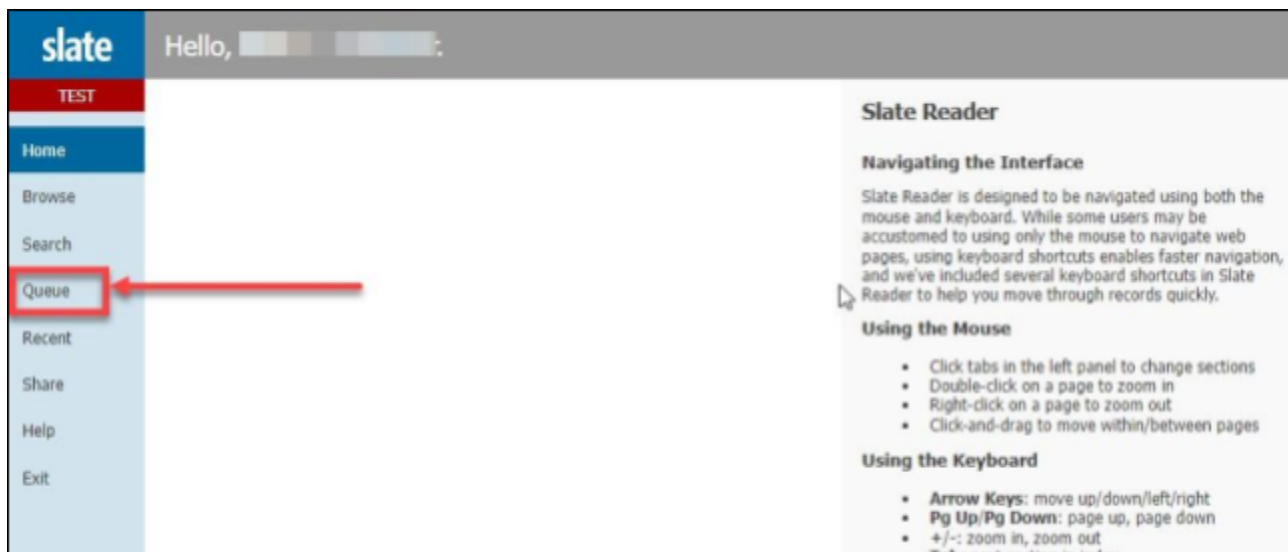 slate
Hello,
TEST
Home
Browse
Search
Queue
Recent
Share
Help
Exit
Slate Reader
Navigating the Interface
Slate Reader is designed to be navigated using both the
mouse and keyboard. While some users may be
accustomed to using only the mouse to navigate web
pages, using keyboard shortcuts enables faster navigation,
and we've included several keyboard shortcuts in Slate
Reader to help you move through records quickly.
Using the Mouse
• Click tabs in the left panel to change sections
• Double-click on a page to zoom in
• Right-click on a page to zoom out
• Click-and-drag to move within/between pages
Using the Keyboard
• Arrow Keys: move up/down/left/right
• Pg Up/Pg Down: page up, page down
• +/-: zoom in, zoom out